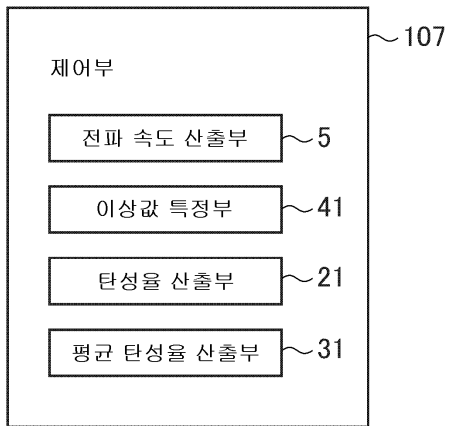 107
제어부
전파 속도 산출부 5
이상값 특정부 41
탄성율 산출부 21
평균 탄성율 산출부 31